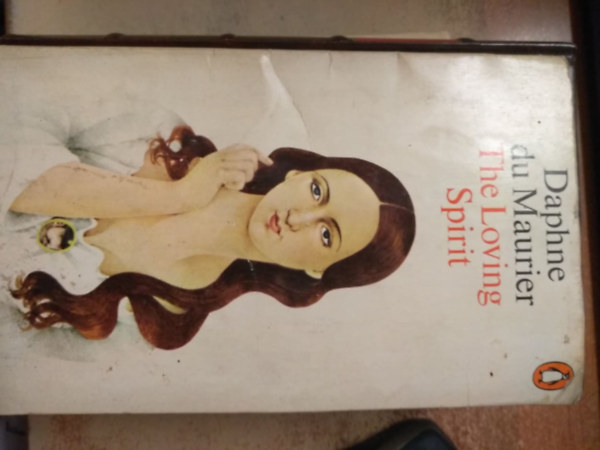 Daphne
du Maurier
The Loving
Spirit